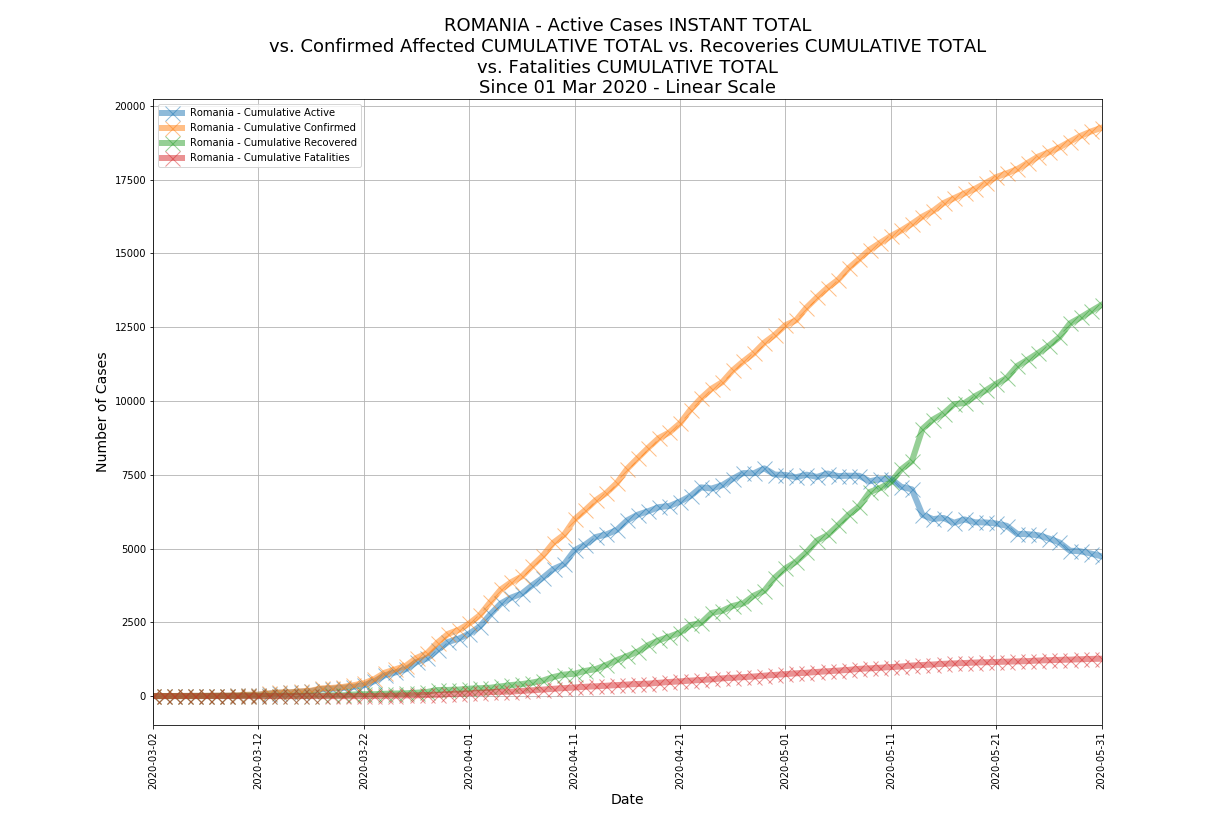 ROMANIA - Active Cases INSTANT TOTAL
vs. Confirmed Affected CUMULATIVE TOTAL vs. Recoveries CUMULATIVE TOTAL
vs. Fatalities CUMULATIVE TOTAL
Since 01 Mar 2020 - Linear Scale
Romania - Cumulative Active
Romania - Cumulative Confirmed
Romania - Cumulative Recovered
Romania - Cumulative Fatalities
20000
17500
15000
12500
10000
7500
5000
2500
0
Number of Cases
2020-03-02
2020-03-12
2020-03-22
2020-04-01
2020-04-11
2020-04-21
2020-05-01
2020-05-11
2020-05-21
2020-05-31
Date